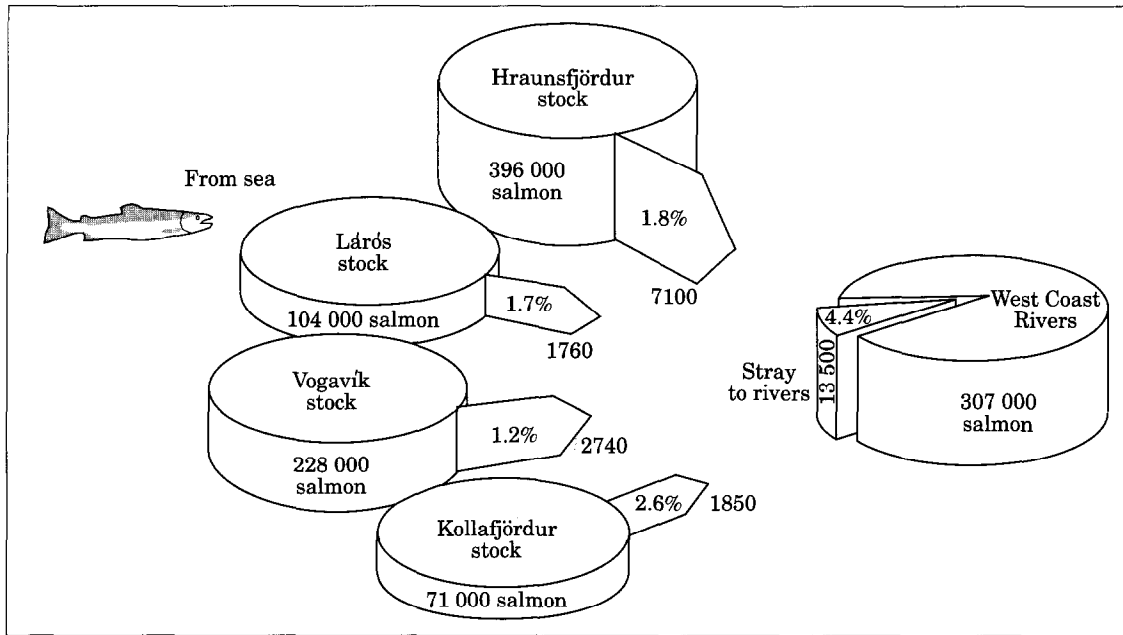 Hraunsfjördur
stock
396 000
salmon
1.8%
7100
From sea
Lárós
stock
104 000 salmon
1.7%
1760
Vogavík
stock
228 000
salmon
1.2%
2740
Kollafjördur
stock
71 000 salmon
2.6%
1850
West Coast
Rivers
307 000
salmon
4.4%
13 500
Stray
to rivers